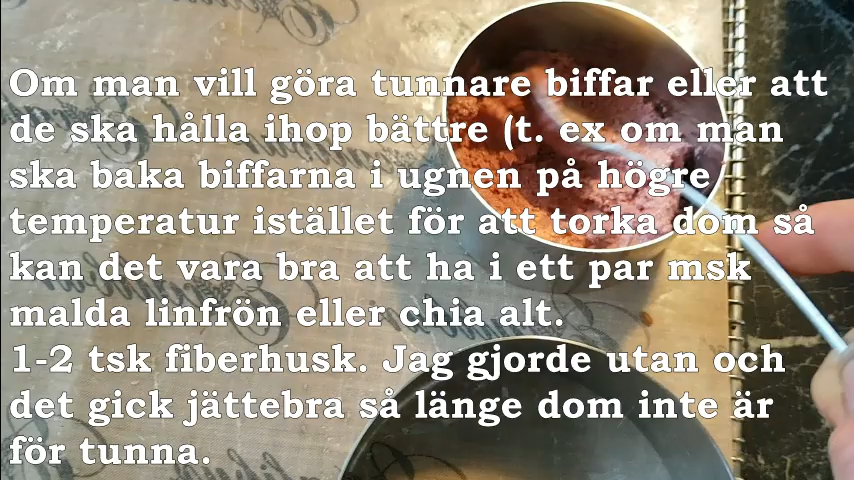 Om man vill göra tunnare biffar eller att
de ska hålla ihop bättre (t. ex om man
ska baka biffarna i ugnen på högre
temperatur istället för att torka dom så
kan det vara bra att ha i ett par msk
malda linfrön eller chia alt.
1-2 tsk fiberhusk. Jag gjorde utan och
det gick jättebra så länge dom inte är
för tunna.